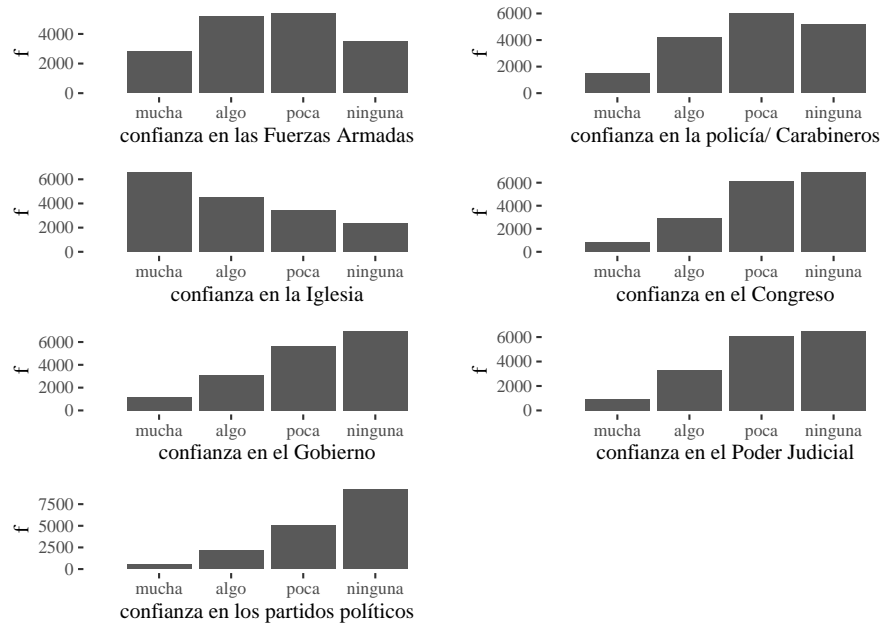 f
4000
2000
0
mucha algo poca ninguna
confianza en las Fuerzas Armadas
f
6000
4000
2000
0
mucha algo poca ninguna
confianza en la policía/ Carabineros
f
6000
4000
2000
0
mucha algo poca ninguna
confianza en la Iglesia
f
6000
4000
2000
0
mucha algo poca ninguna
confianza en el Congreso
f
6000
4000
2000
0
mucha algo poca ninguna
confianza en el Gobierno
f
6000
4000
2000
0
mucha algo poca ninguna
confianza en el Poder Judicial
f
7500
5000
2500
0
mucha algo poca ninguna
confianza en los partidos políticos